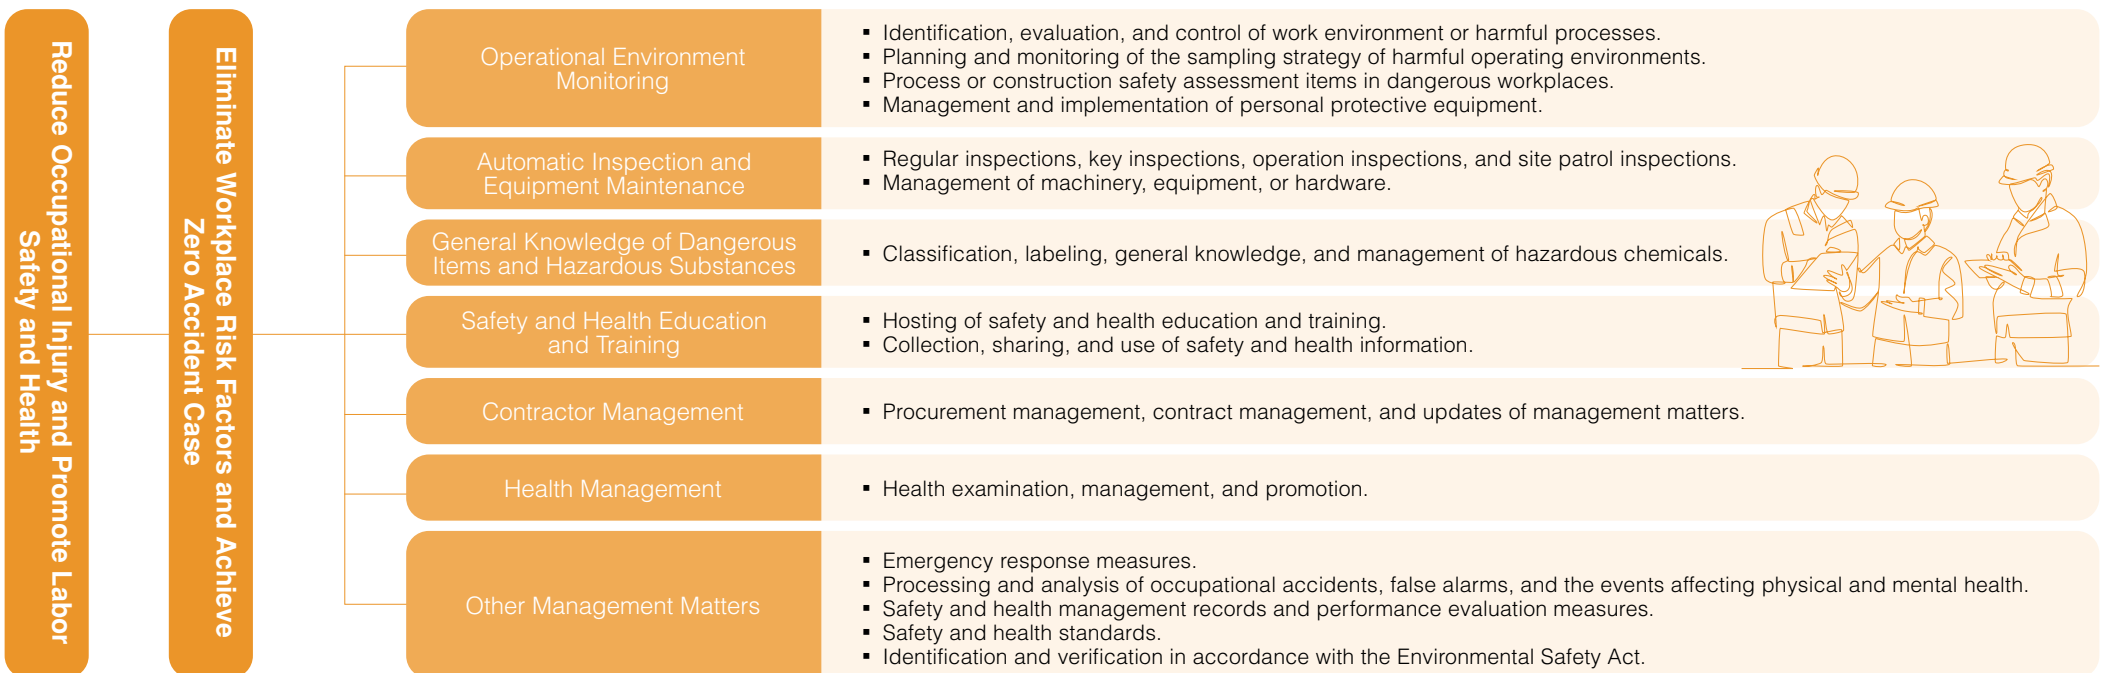 Reduce Occupational Injury and Promote Labor
Safety and Health
Eliminate Workplace Risk Factors and Achieve
Zero Accident Case
Operational Environment
Monitoring
▪ Identification, evaluation, and control of work environment or harmful processes.
▪ Planning and monitoring of the sampling strategy of harmful operating environments.
▪ Process or construction safety assessment items in dangerous workplaces.
▪ Management and implementation of personal protective equipment.
Automatic Inspection and
Equipment Maintenance
▪ Regular inspections, key inspections, operation inspections, and site patrol inspections.
▪ Management of machinery, equipment, or hardware.
General Knowledge of Dangerous
Items and Hazardous Substances
▪ Classification, labeling, general knowledge, and management of hazardous chemicals.
Safety and Health Education
and Training
▪ Hosting of safety and health education and training.
▪ Collection, sharing, and use of safety and health information.
Contractor Management
▪ Procurement management, contract management, and updates of management matters.
Health Management
▪ Health examination, management, and promotion.
Other Management Matters
▪ Emergency response measures.
▪ Processing and analysis of occupational accidents, false alarms, and the events affecting physical and mental health.
▪ Safety and health management records and performance evaluation measures.
▪ Safety and health standards.
▪ Identification and verification in accordance with the Environmental Safety Act.